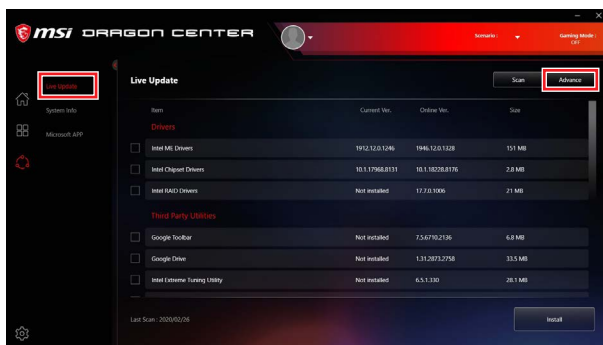 msi DRAGON CENTER
Scenario :
Gaming Mode : OFF
Live Update
System Info
Microsoft APP
Live Update
Scan
Advance
Item Current Ver. Online Ver. Size
Drivers
Intel ME Drivers 1912.12.0.1246 1946.12.0.1328 151 MB
Intel Chipset Drivers 10.1.17968.8131 10.1.18228.8176 2.8 MB
Intel RAID Drivers Not installed 17.7.0.1006 21 MB
Third Party Utilities
Google Toolbar Not installed 7.5.6710.2136 6.8 MB
Google Drive Not installed 1.31.2873.2758 33.5 MB
Intel Extreme Tuning Utility Not installed 6.5.1.330 28.1 MB
Last Scan : 2020/02/26
Install